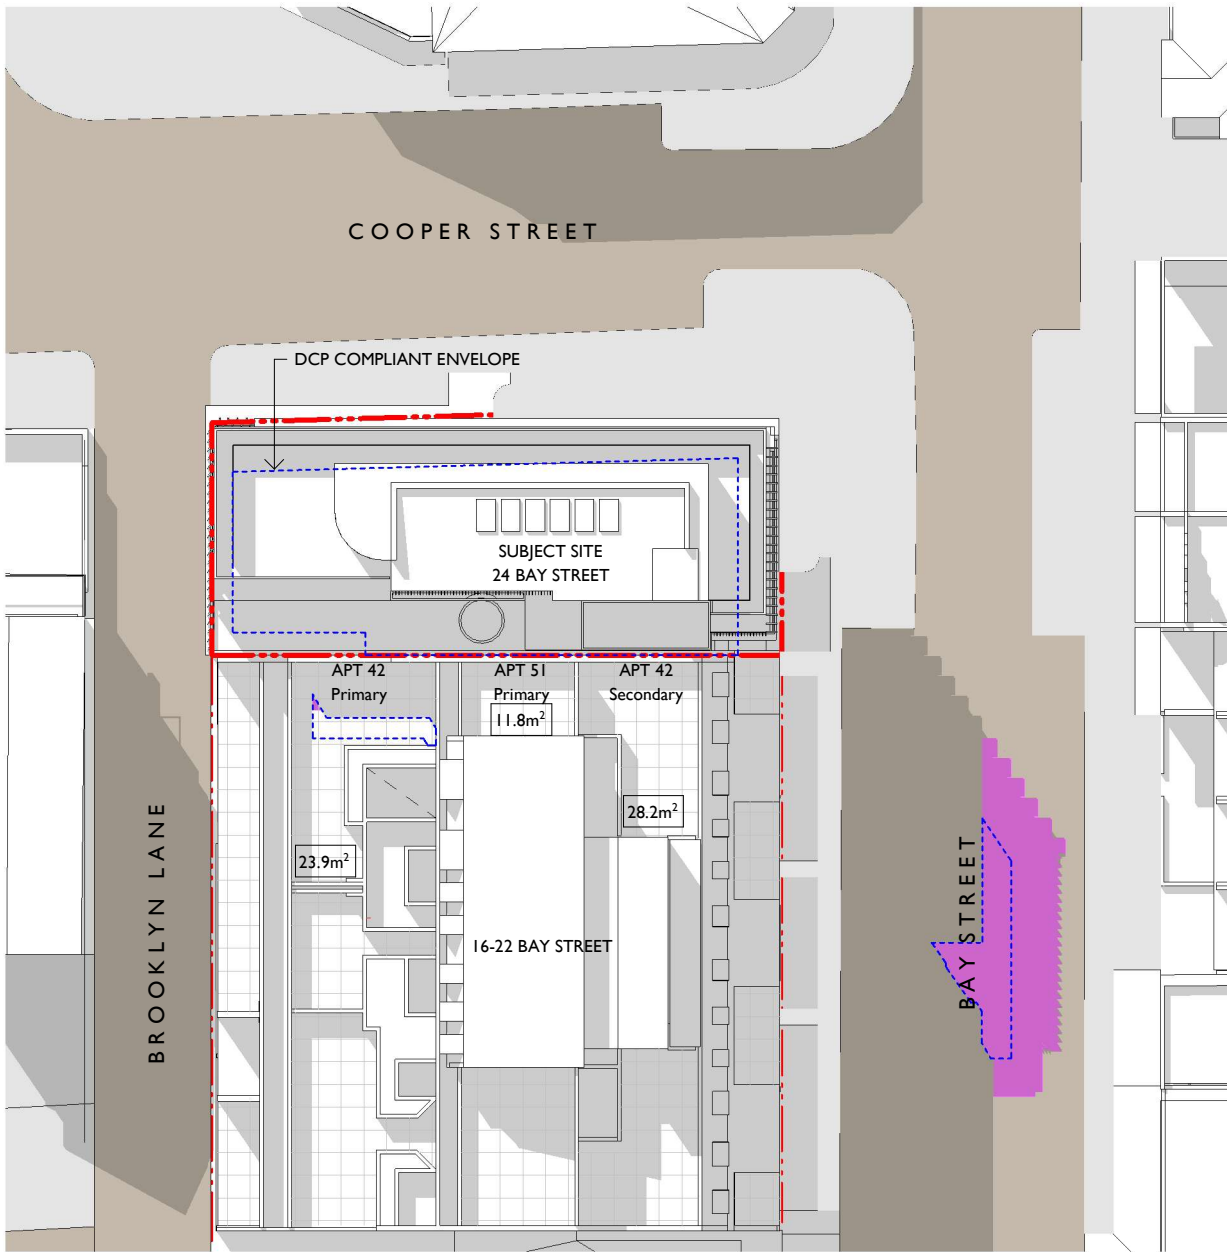 COOPER STREET
DCP COMPLIANT ENVELOPE
SUBJECT SITE
24 BAY STREET
APT 42
Primary
APT 51
Primary
11.8m²
APT 42
Secondary
28.2m²
23.9m²
16-22 BAY STREET
BROOKLYN LANE
BAY STREET